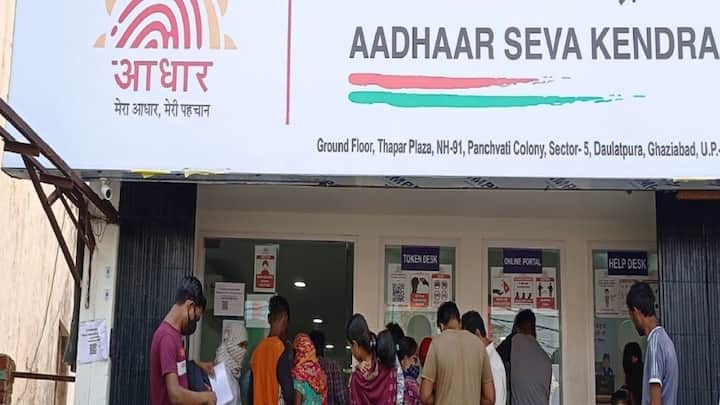 आधार
मेरा आधार, मेरी पहचान
AADHAAR SEVA KENDRA
Ground Floor, Thapar Plaza, NH-91, Panchvati Colony, Sector- 5, Daulatpura, Ghaziabad, U.P.-
TOKEN DESK
ONLINE PORTAL
HELP DESK